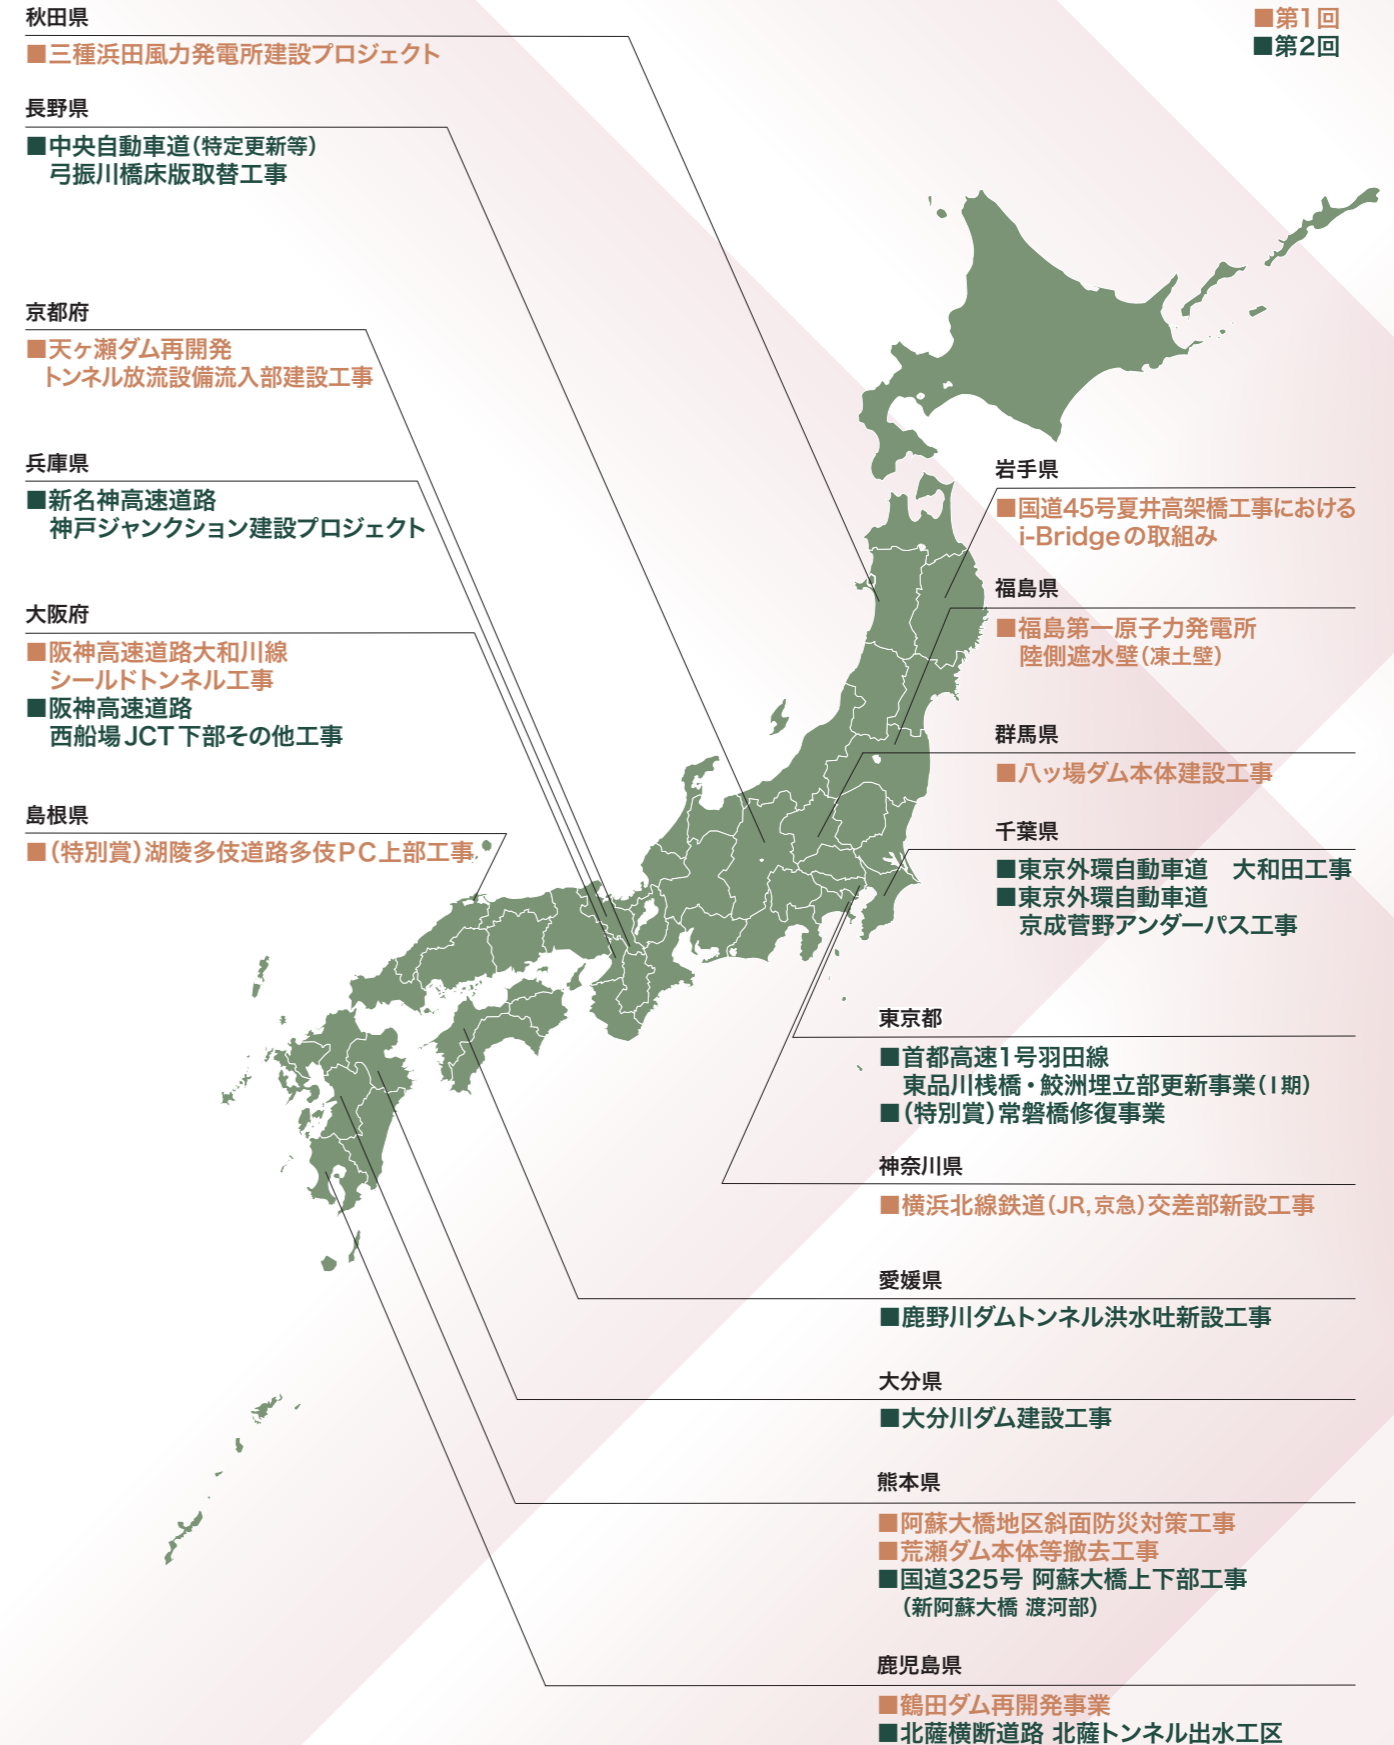 ■第1回
■第2回
秋田県
■三種浜田風力発電所建設プロジェクト
長野県
■中央自動車道（特定更新等）
弓振川橋床版取替工事
京都府
■天ヶ瀬ダム再開発
トンネル放流設備流入部建設工事
兵庫県
■新名神高速道路
神戸ジャンクション建設プロジェクト
大阪府
■阪神高速道路大和川線
シールドトンネル工事
■阪神高速道路
西船場JCT下部その他工事
島根県
■（特別賞）湖陵多伎道路多伎PC上部工事
岩手県
■国道45号夏井高架橋工事における
i-Bridgeの取組み
福島県
■福島第一原子力発電所
陸側遮水壁（凍土壁）
群馬県
■八ッ場ダム本体建設工事
千葉県
■東京外環自動車道　大和田工事
■東京外環自動車道
京成菅野アンダーパス工事
東京都
■首都高速1号羽田線
東品川桟橋・鮫洲埋立部更新事業（I期）
■（特別賞）常磐橋修復事業
神奈川県
■横浜北線鉄道（JR,京急）交差部新設工事
愛媛県
■鹿野川ダムトンネル洪水吐新設工事
大分県
■大分川ダム建設工事
熊本県
■阿蘇大橋地区斜面防災対策工事
■荒瀬ダム本体等撤去工事
■国道325号 阿蘇大橋上下部工事
（新阿蘇大橋 渡河部）
鹿児島県
■鶴田ダム再開発事業
■北薩横断道路 北薩トンネル出水工区